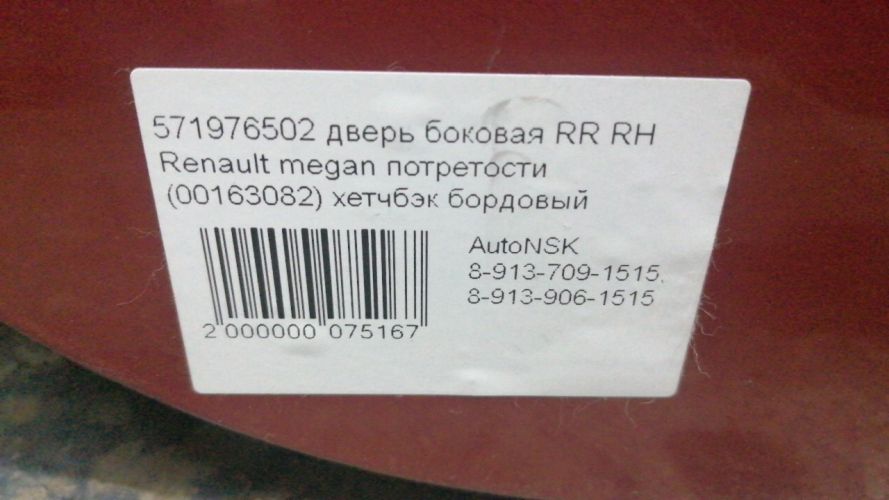 571976502 дверь боковая RR RH
Renault megan потретости
(00163082) хетчбэк бордовый
AutoNSK
8-913-709-1515,
8-913-906-1515
2 000000 075167